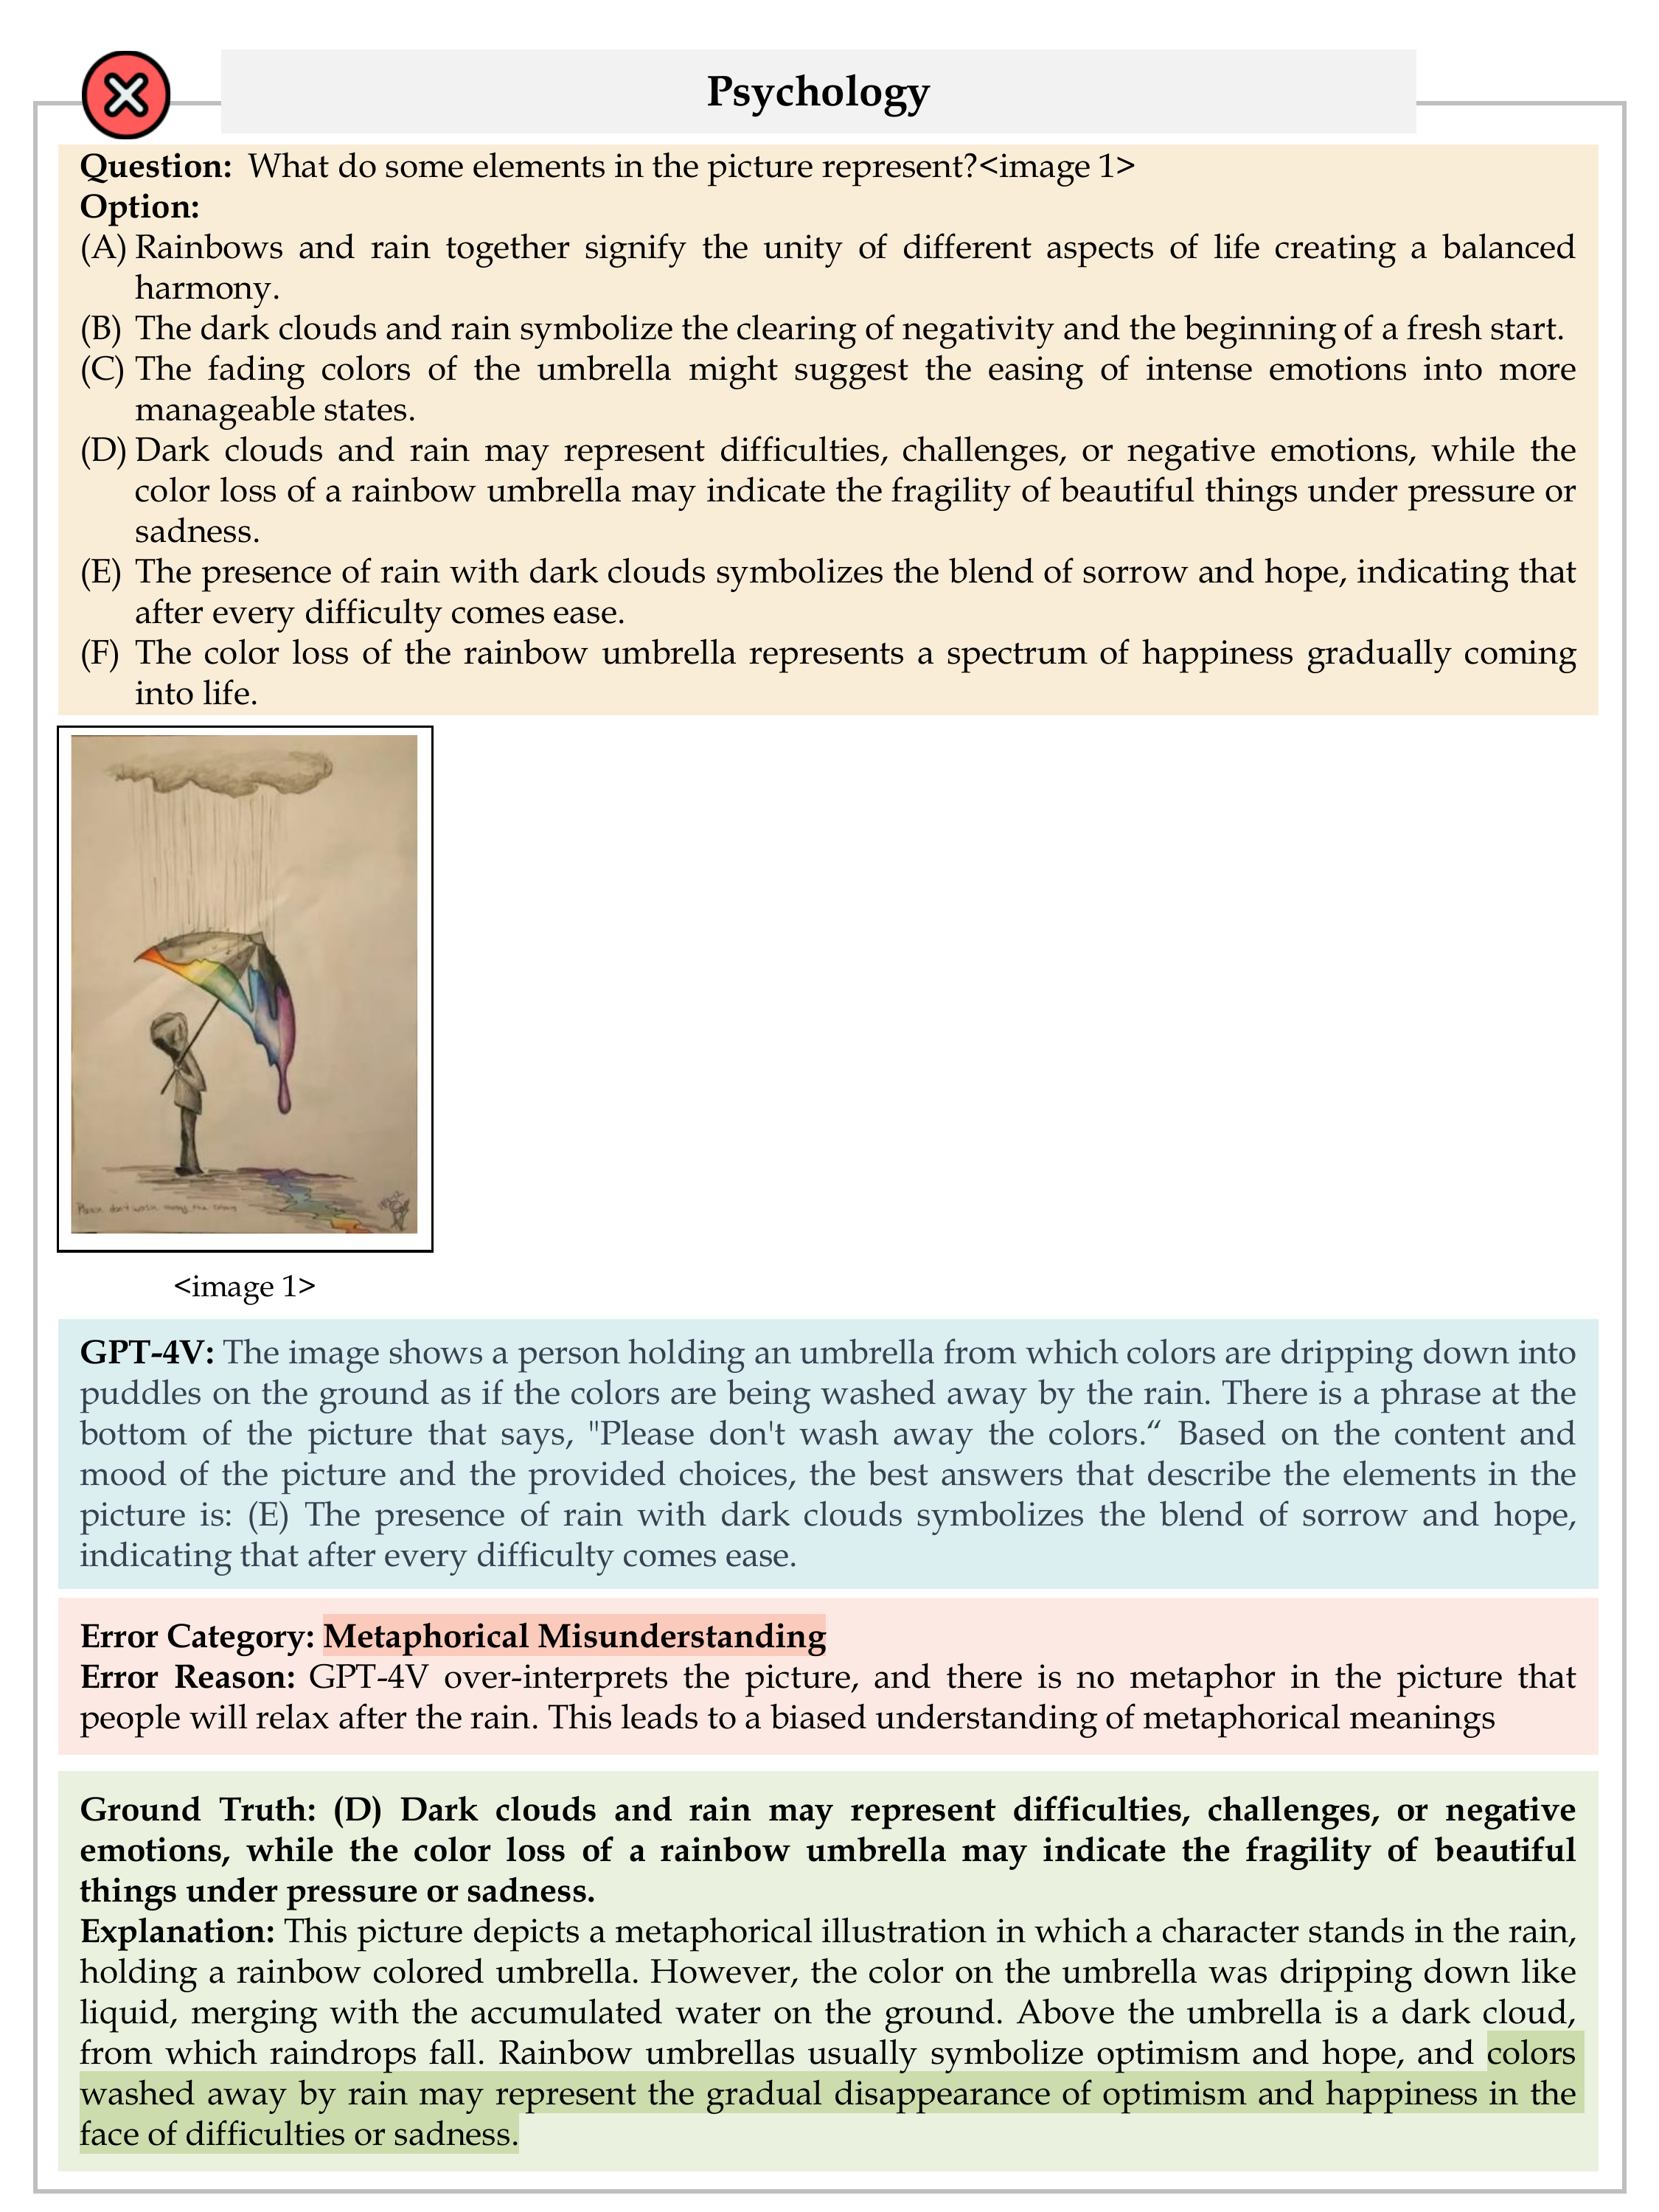 Psychology
Question: What do some elements in the picture represent?<image 1>
Option:
(A) Rainbows and rain together signify the unity of different aspects of life creating a balanced
harmony.
(B) The dark clouds and rain symbolize the clearing of negativity and the beginning of a fresh start.
(C) The fading colors of the umbrella might suggest the easing of intense emotions into more
manageable states.
(D) Dark clouds and rain may represent difficulties, challenges, or negative emotions, while the
color loss of a rainbow umbrella may indicate the fragility of beautiful things under pressure or
sadness.
(E) The presence of rain with dark clouds symbolizes the blend of sorrow and hope, indicating that
after every difficulty comes ease.
(F) The color loss of the rainbow umbrella represents a spectrum of happiness gradually coming
into life.
Please don't wash away the colors
<image 1>
GPT-4V: The image shows a person holding an umbrella from which colors are dripping down into
puddles on the ground as if the colors are being washed away by the rain. There is a phrase at the
bottom of the picture that says, "Please don't wash away the colors.“ Based on the content and
mood of the picture and the provided choices, the best answers that describe the elements in the
picture is: (E) The presence of rain with dark clouds symbolizes the blend of sorrow and hope,
indicating that after every difficulty comes ease.
Error Category: Metaphorical Misunderstanding
Error Reason: GPT-4V over-interprets the picture, and there is no metaphor in the picture that
people will relax after the rain. This leads to a biased understanding of metaphorical meanings
Ground Truth: (D) Dark clouds and rain may represent difficulties, challenges, or negative
emotions, while the color loss of a rainbow umbrella may indicate the fragility of beautiful
things under pressure or sadness.
Explanation: This picture depicts a metaphorical illustration in which a character stands in the rain,
holding a rainbow colored umbrella. However, the color on the umbrella was dripping down like
liquid, merging with the accumulated water on the ground. Above the umbrella is a dark cloud,
from which raindrops fall. Rainbow umbrellas usually symbolize optimism and hope, and colors
washed away by rain may represent the gradual disappearance of optimism and happiness in the
face of difficulties or sadness.